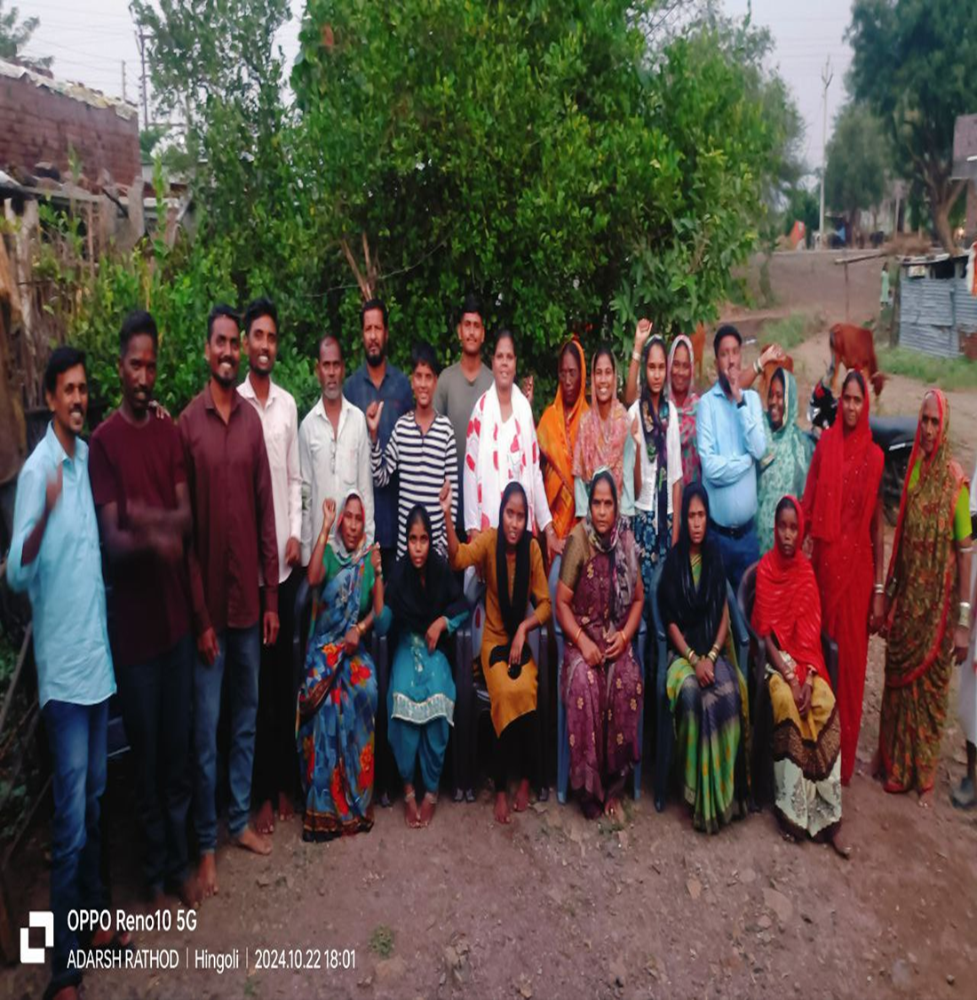 OPPO Reno10 5G
ADARSH RATHOD | Hingoli | 2024.10.22 18:01